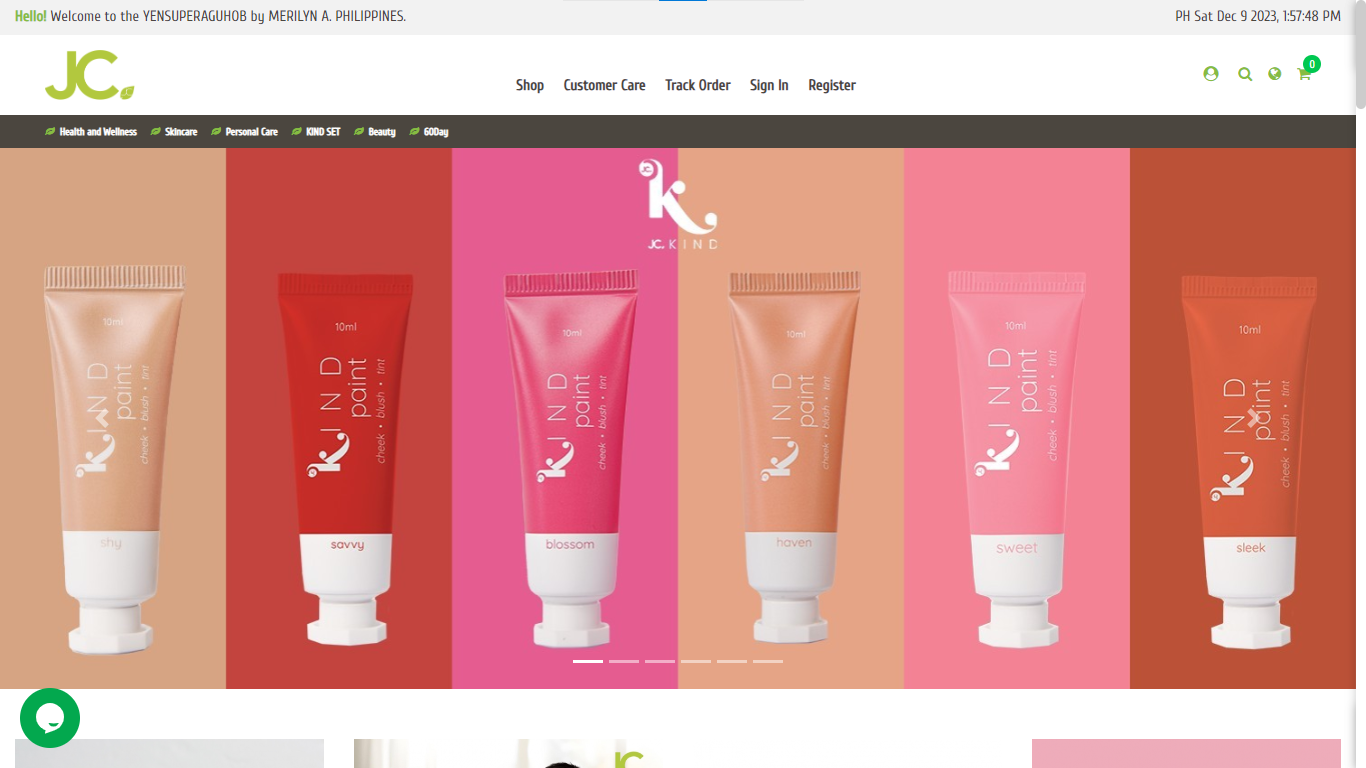 Hello! Welcome to the YENSUPERAGUHOB by MERILYN A. PHILIPPINES.
PH Sat Dec 9 2023, 1:57:48 PM
JC.
Shop Customer Care Track Order Sign In Register
0
Health and Wellness Skincare Personal Care KIND SET Beauty 60Day
JC. k
JC. KIND
10ml
KIND
paint
cheek • blush • tint
shy
10ml
KIND
paint
cheek • blush • tint
savvy
10ml
KIND
paint
cheek • blush • tint
blossom
10ml
KIND
paint
cheek • blush • tint
haven
10ml
KIND
paint
cheek • blush • tint
sweet
10ml
KIND
paint
cheek • blush • tint
sleek
JC